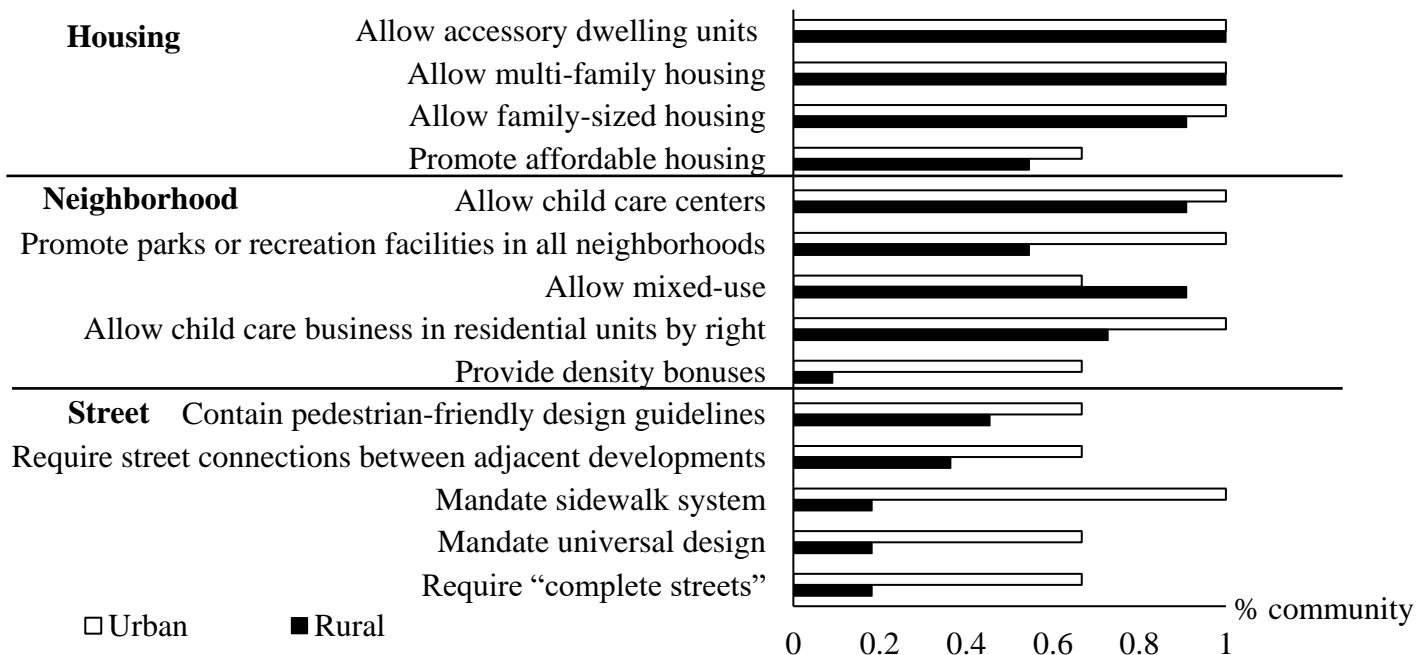 Housing Allow accessory dwelling units
Allow multi-family housing
Allow family-sized housing
Promote affordable housing
Neighborhood Allow child care centers
Promote parks or recreation facilities in all neighborhoods
Allow mixed-use
Allow child care business in residential units by right
Provide density bonuses
Street Contain pedestrian-friendly design guidelines
Require street connections between adjacent developments
Mandate sidewalk system
Mandate universal design
Require “complete streets”
% community
Urban Rural
0 0.2 0.4 0.6 0.8 1